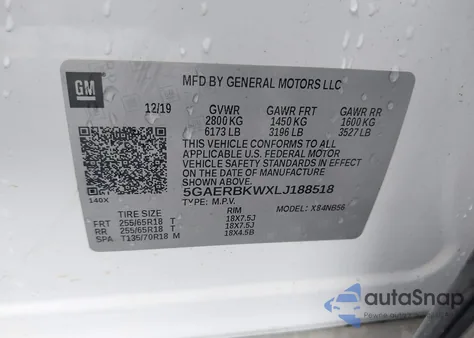 GM
MFD BY GENERAL MOTORS LLC
12/19 GVWR GAWR FRT GAWR RR
2800 KG 1450 KG 1600 KG
6173 LB 3196 LB 3527 LB
THIS VEHICLE CONFORMS TO ALL
APPLICABLE U.S. FEDERAL MOTOR
VEHICLE SAFETY STANDARDS IN EFFECT
ON THE DATE OF MANUFACTURE SHOWN ABOVE.
140X 5GAERBKWXLJ188518
TYPE: M.P.V. MODEL: X84NB56
TIRE SIZE RIM
FRT 255/65R18 T 18X7.5J
RR 255/65R18 T 18X7.5J
SPA T135/70R18 M 18X4.5B
autoSnap